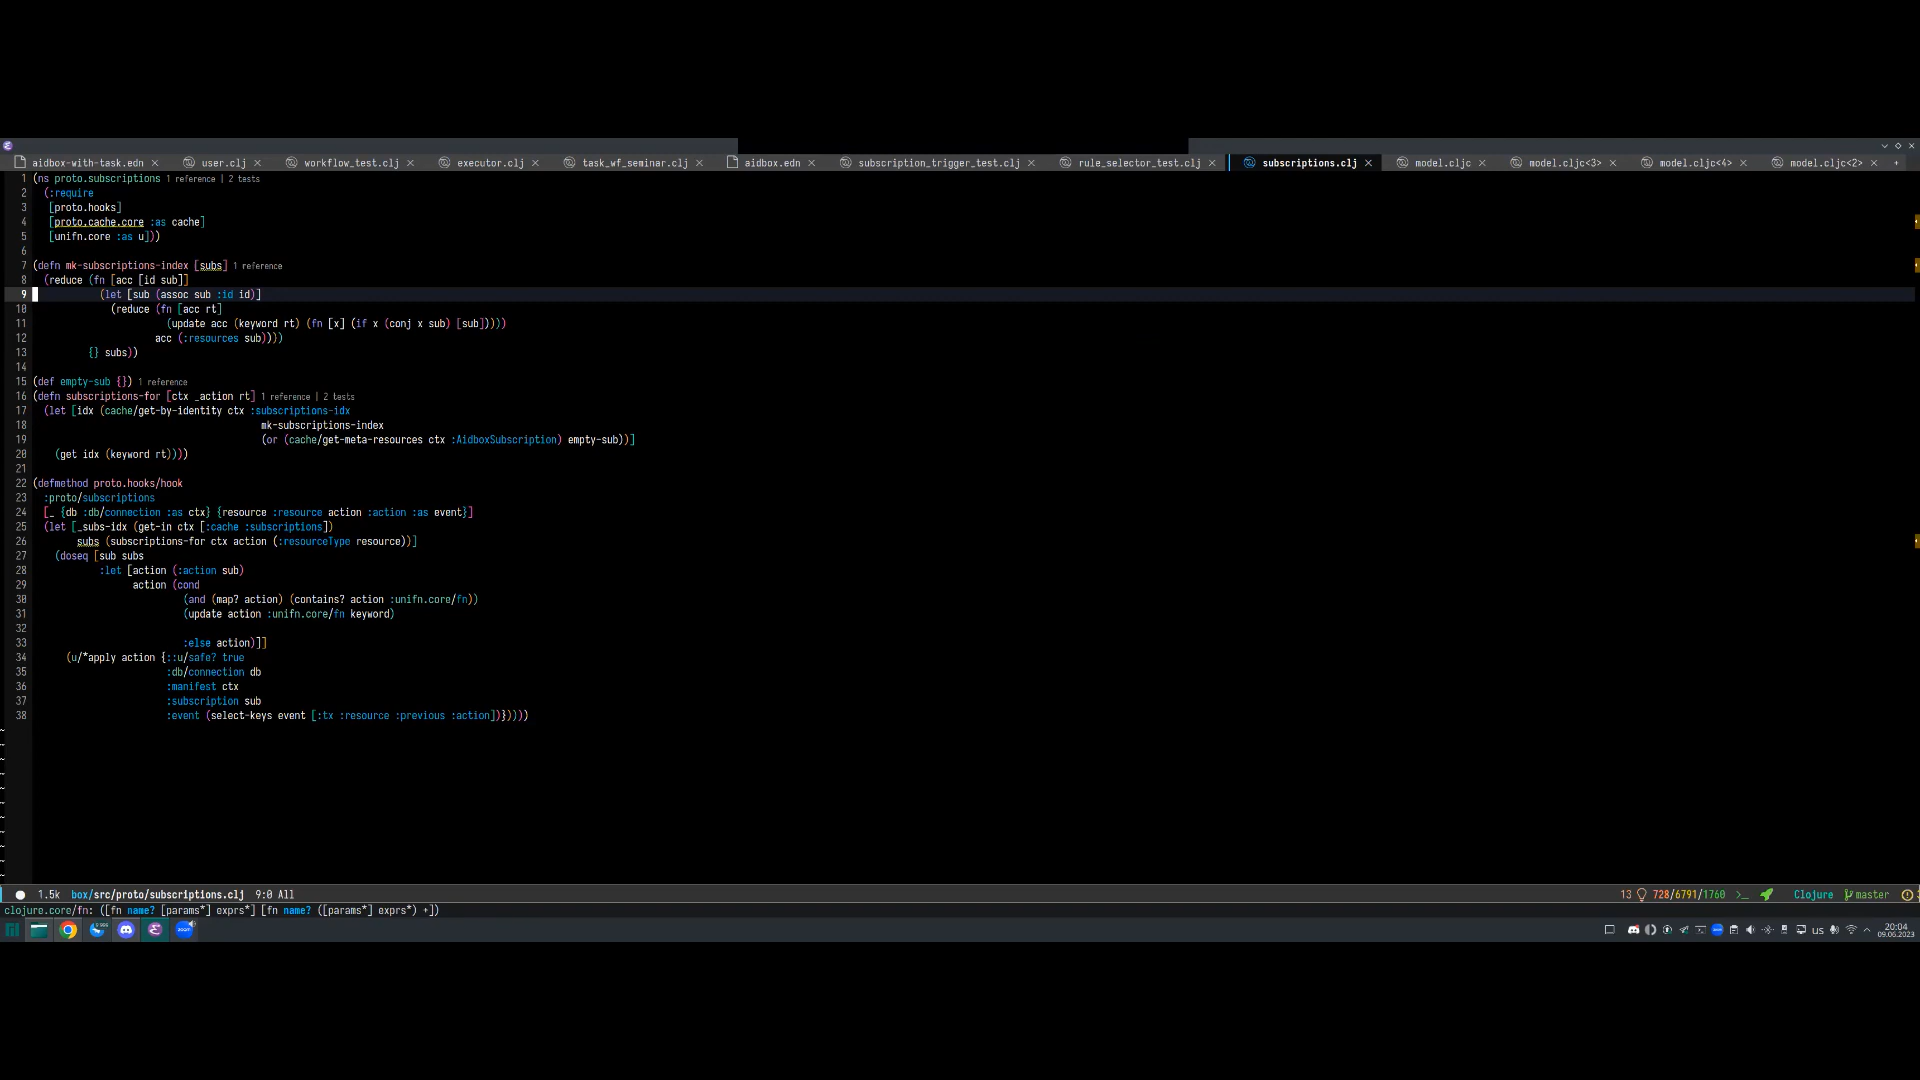 aidbox-with-task.edn × user.clj × workflow_test.clj × executor.clj × task_wf_seminar.clj × aidbox.edn × subscription_trigger_test.clj × rule_selector_test.clj × subscriptions.clj × model.cljc × model.cljc<3> × model.cljc<4> × model.cljc<2> × +
1 (ns proto.subscriptions 1 reference | 2 tests
2 (:require
3 [proto.hooks]
4 [proto.cache.core :as cache]
5 [unifn.core :as u]))
6
7 (defn mk-subscriptions-index [subs] 1 reference
8 (reduce (fn [acc [id sub]]
9 (let [sub (assoc sub :id id)]
10 (reduce (fn [acc rt]
11 (update acc (keyword rt) (fn [x] (if x (conj x sub) [sub]))))
12 acc (:resources sub))))
13 {} subs))
14
15 (def empty-sub {}) 1 reference
16 (defn subscriptions-for [ctx _action rt] 1 reference | 2 tests
17 (let [idx (cache/get-by-identity ctx :subscriptions-idx
18 mk-subscriptions-index
19 (or (cache/get-meta-resources ctx :AidboxSubscription) empty-sub))]
20 (get idx (keyword rt))))
21
22 (defmethod proto.hooks/hook
23 :proto/subscriptions
24 [_ {db :db/connection :as ctx} {resource :resource action :action :as event}]
25 (let [_subs-idx (get-in ctx [:cache :subscriptions])
26 subs (subscriptions-for ctx action (:resourceType resource))]
27 (doseq [sub subs
28 :let [action (:action sub)
29 action (cond
30 (and (map? action) (contains? action :unifn.core/fn))
31 (update action :unifn.core/fn keyword)
32
33 :else action)]]
34 (u/*apply action {::u/safe? true
35 :db/connection db
36 :manifest ctx
37 :subscription sub
38 :event (select-keys event [:tx :resource :previous :action])}))))
~
~
~
~
~
~
~
~
~
~
~
1.5k box/src/proto/subscriptions.clj 9:0 All 13 728/6791/1760 >_ Clojure master
clojure.core/fn: ([fn name? [params*] exprs*] [fn name? ([params*] exprs*) +])
zoom us 20:04
09.06.2023